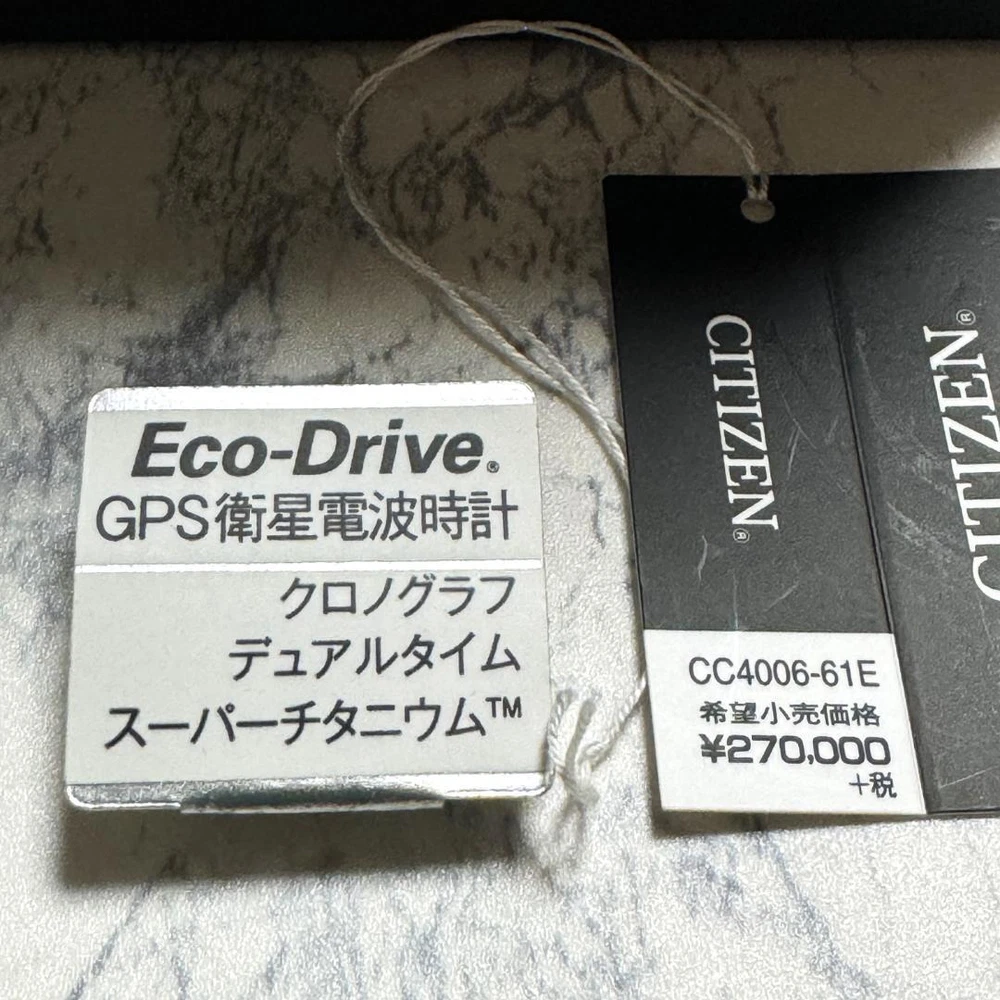 Eco-Drive®
GPS衛星電波時計
クロノグラフ
デュアルタイム
スーパーチタニウム™
CITIZEN®
CC4006-61E
希望小売価格
¥270,000
+税
CITIZEN®